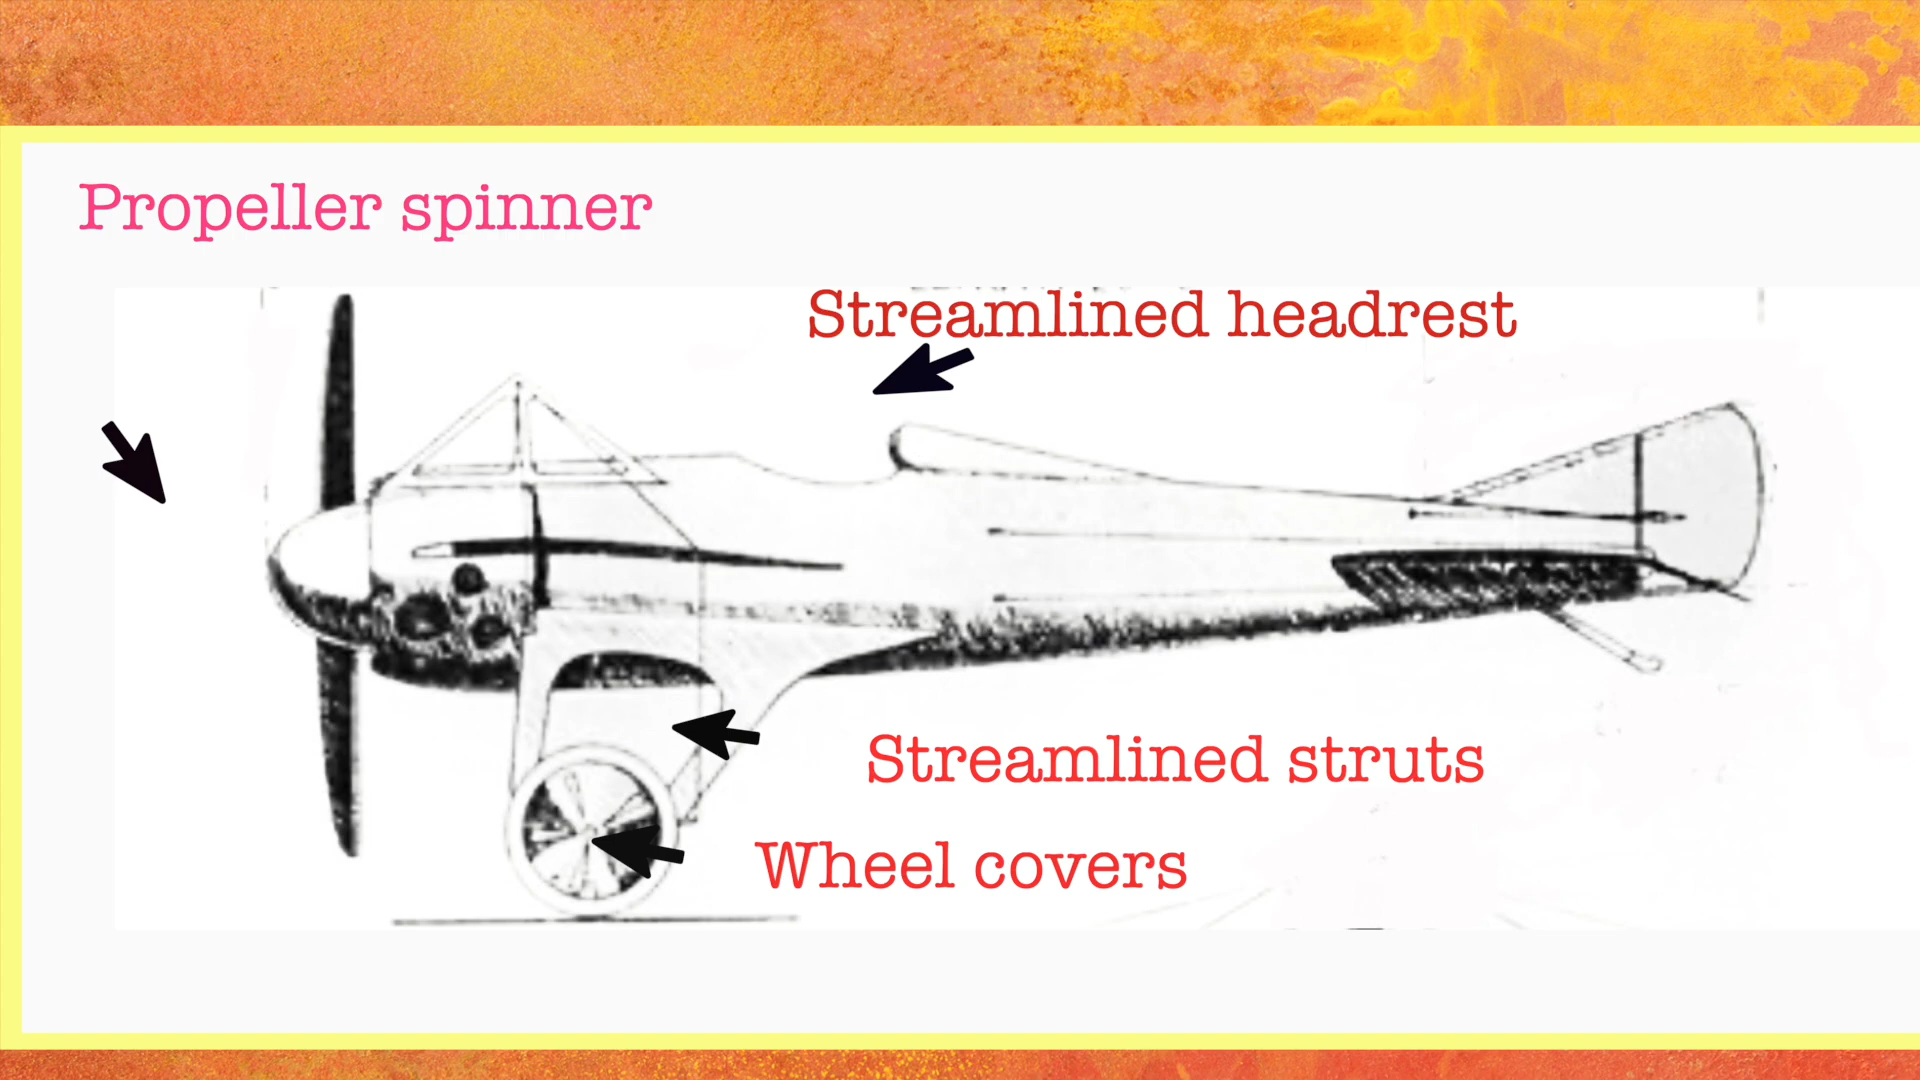 Propeller spinner
Streamlined headrest
Streamlined struts
Wheel covers